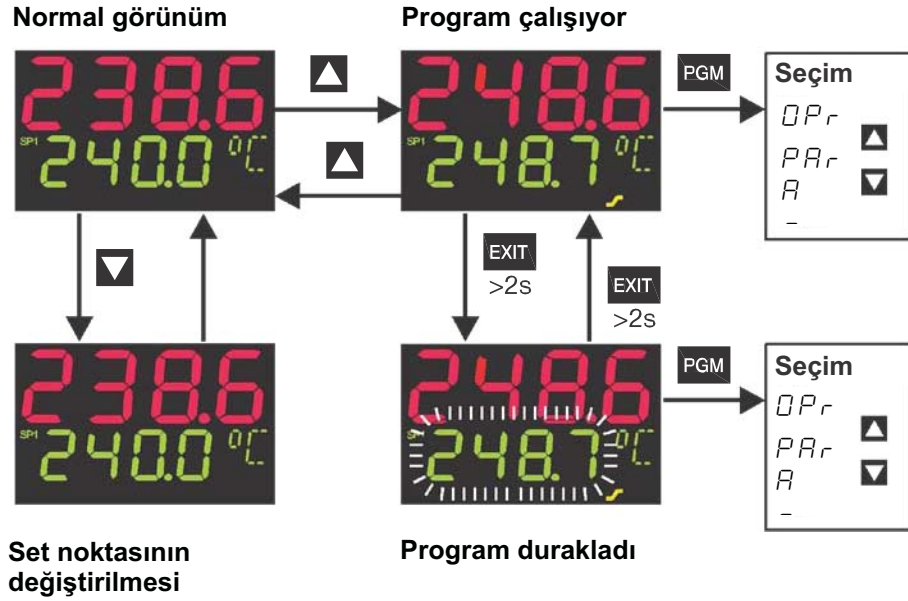 Normal görünüm
Program çalışıyor
238.6
SP1 240.0 °C
248.6
SP1 248.7 °C
PGM
Seçim
OPr
PAr
A
EXIT
>2s
EXIT
>2s
238.6
SP1 240.0 °C
248.6
SP1 248.7 °C
PGM
Seçim
OPr
PAr
A
Set noktasının
değiştirilmesi
Program durakladı